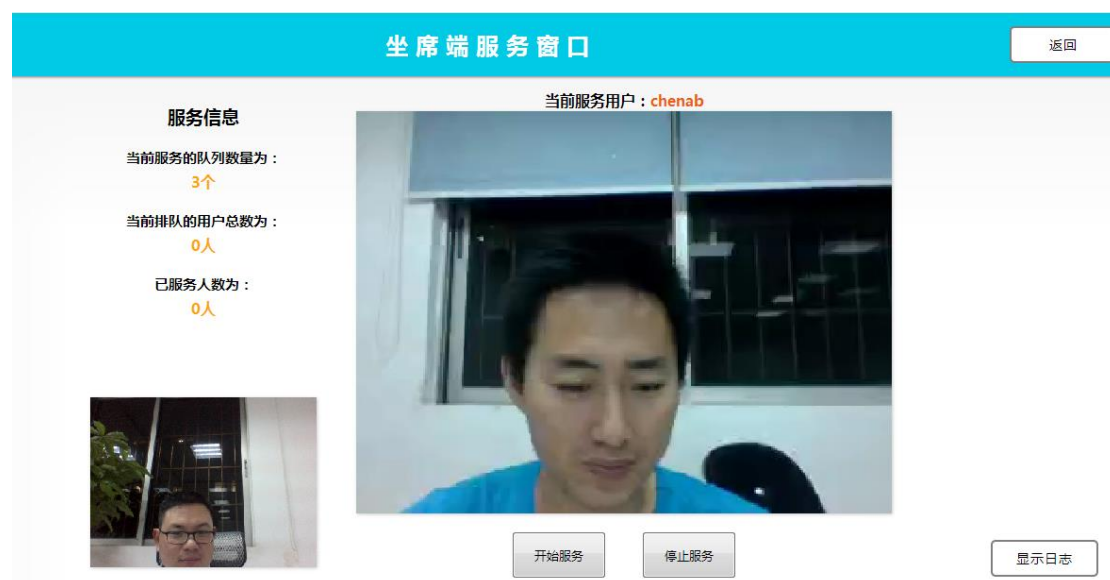 坐席端服务窗口
返回
服务信息
当前服务用户：chenab
当前服务的队列数量为：
3个
当前排队的用户总数为：
0人
已服务人数为：
0人
开始服务
停止服务
显示日志